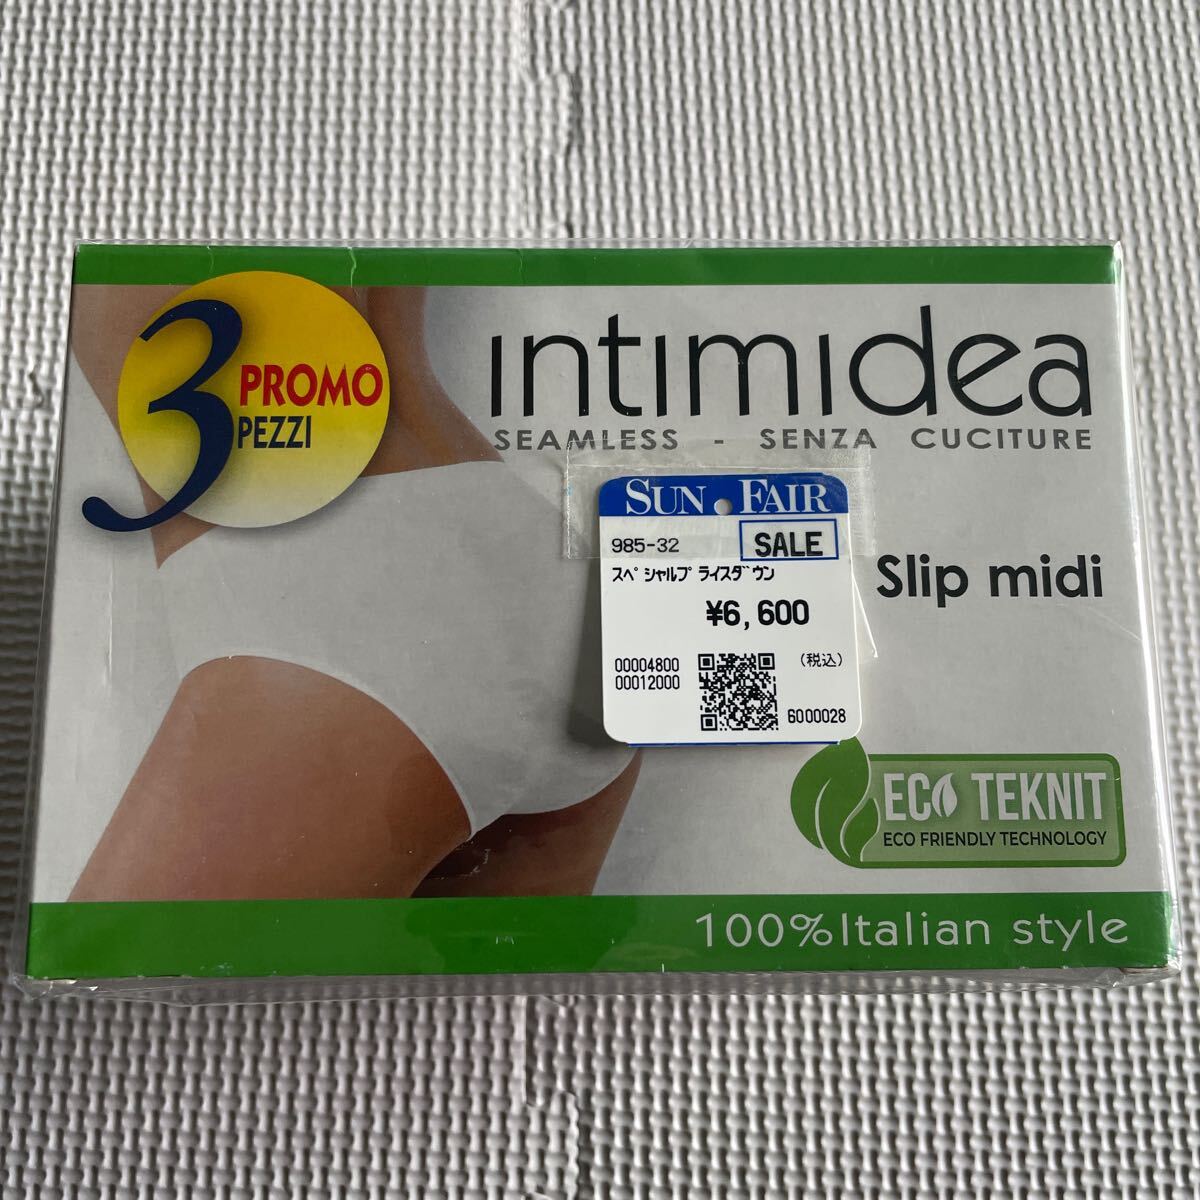 3
PROMO
PEZZI
intimidea
SEAMLESS - SENZA CUCITURE
SUN FAIR
985-32 SALE
スペシャルプライスダウン
¥6,600
(税込)
00004800
00012000
6000028
Slip midi
ECO TEKNIT
ECO FRIENDLY TECHNOLOGY
100%Italian style